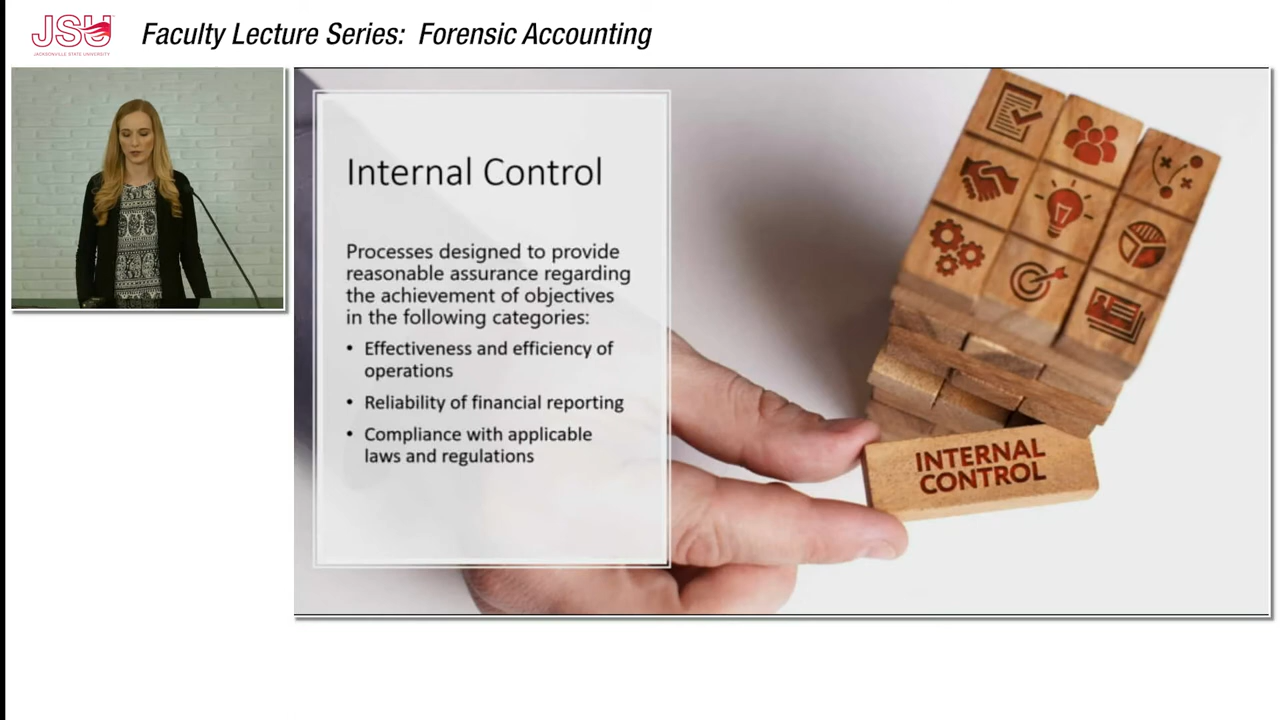 JSU
JACKSONVILLE STATE UNIVERSITY
Faculty Lecture Series: Forensic Accounting
Internal Control
Processes designed to provide
reasonable assurance regarding
the achievement of objectives
in the following categories:
• Effectiveness and efficiency of
operations
• Reliability of financial reporting
• Compliance with applicable
laws and regulations
INTERNAL
CONTROL